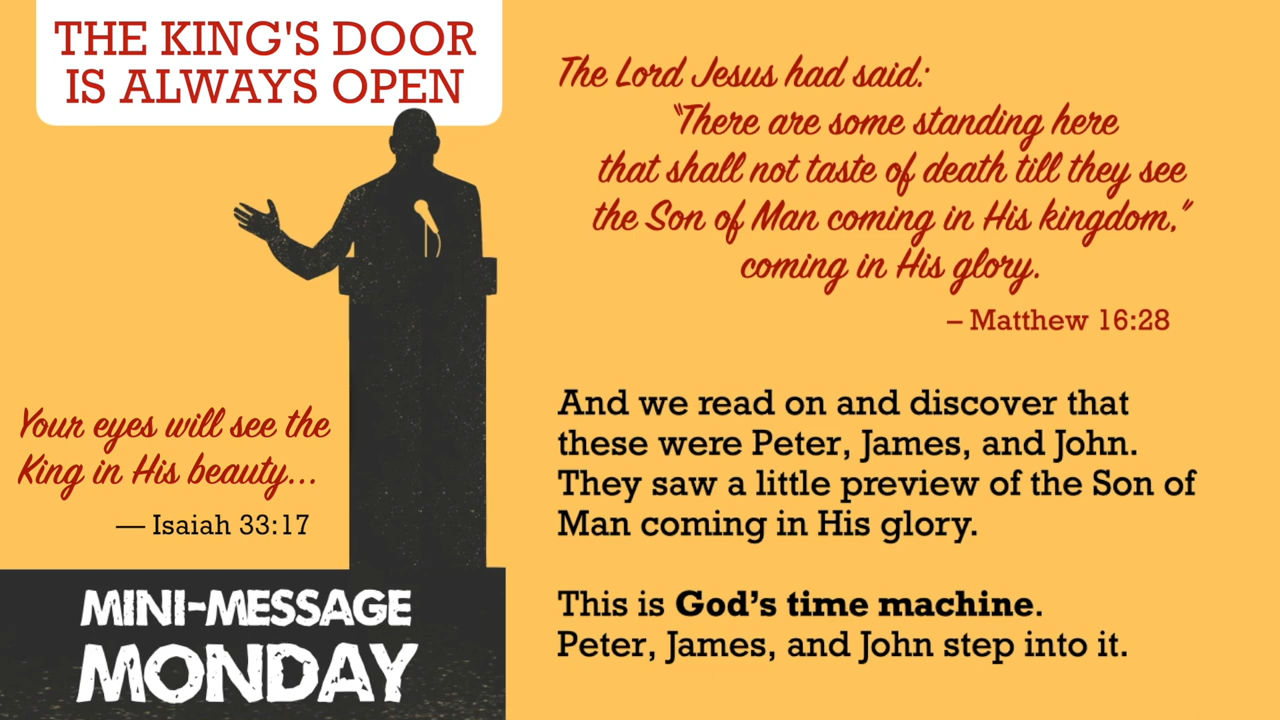 THE KING'S DOOR
IS ALWAYS OPEN
Your eyes will see the
King in His beauty...
— Isaiah 33:17
MINI-MESSAGE
MONDAY
The Lord Jesus had said:
“There are some standing here
that shall not taste of death till they see
the Son of Man coming in His kingdom,”
coming in His glory.
– Matthew 16:28
And we read on and discover that
these were Peter, James, and John.
They saw a little preview of the Son of
Man coming in His glory.
This is God’s time machine.
Peter, James, and John step into it.